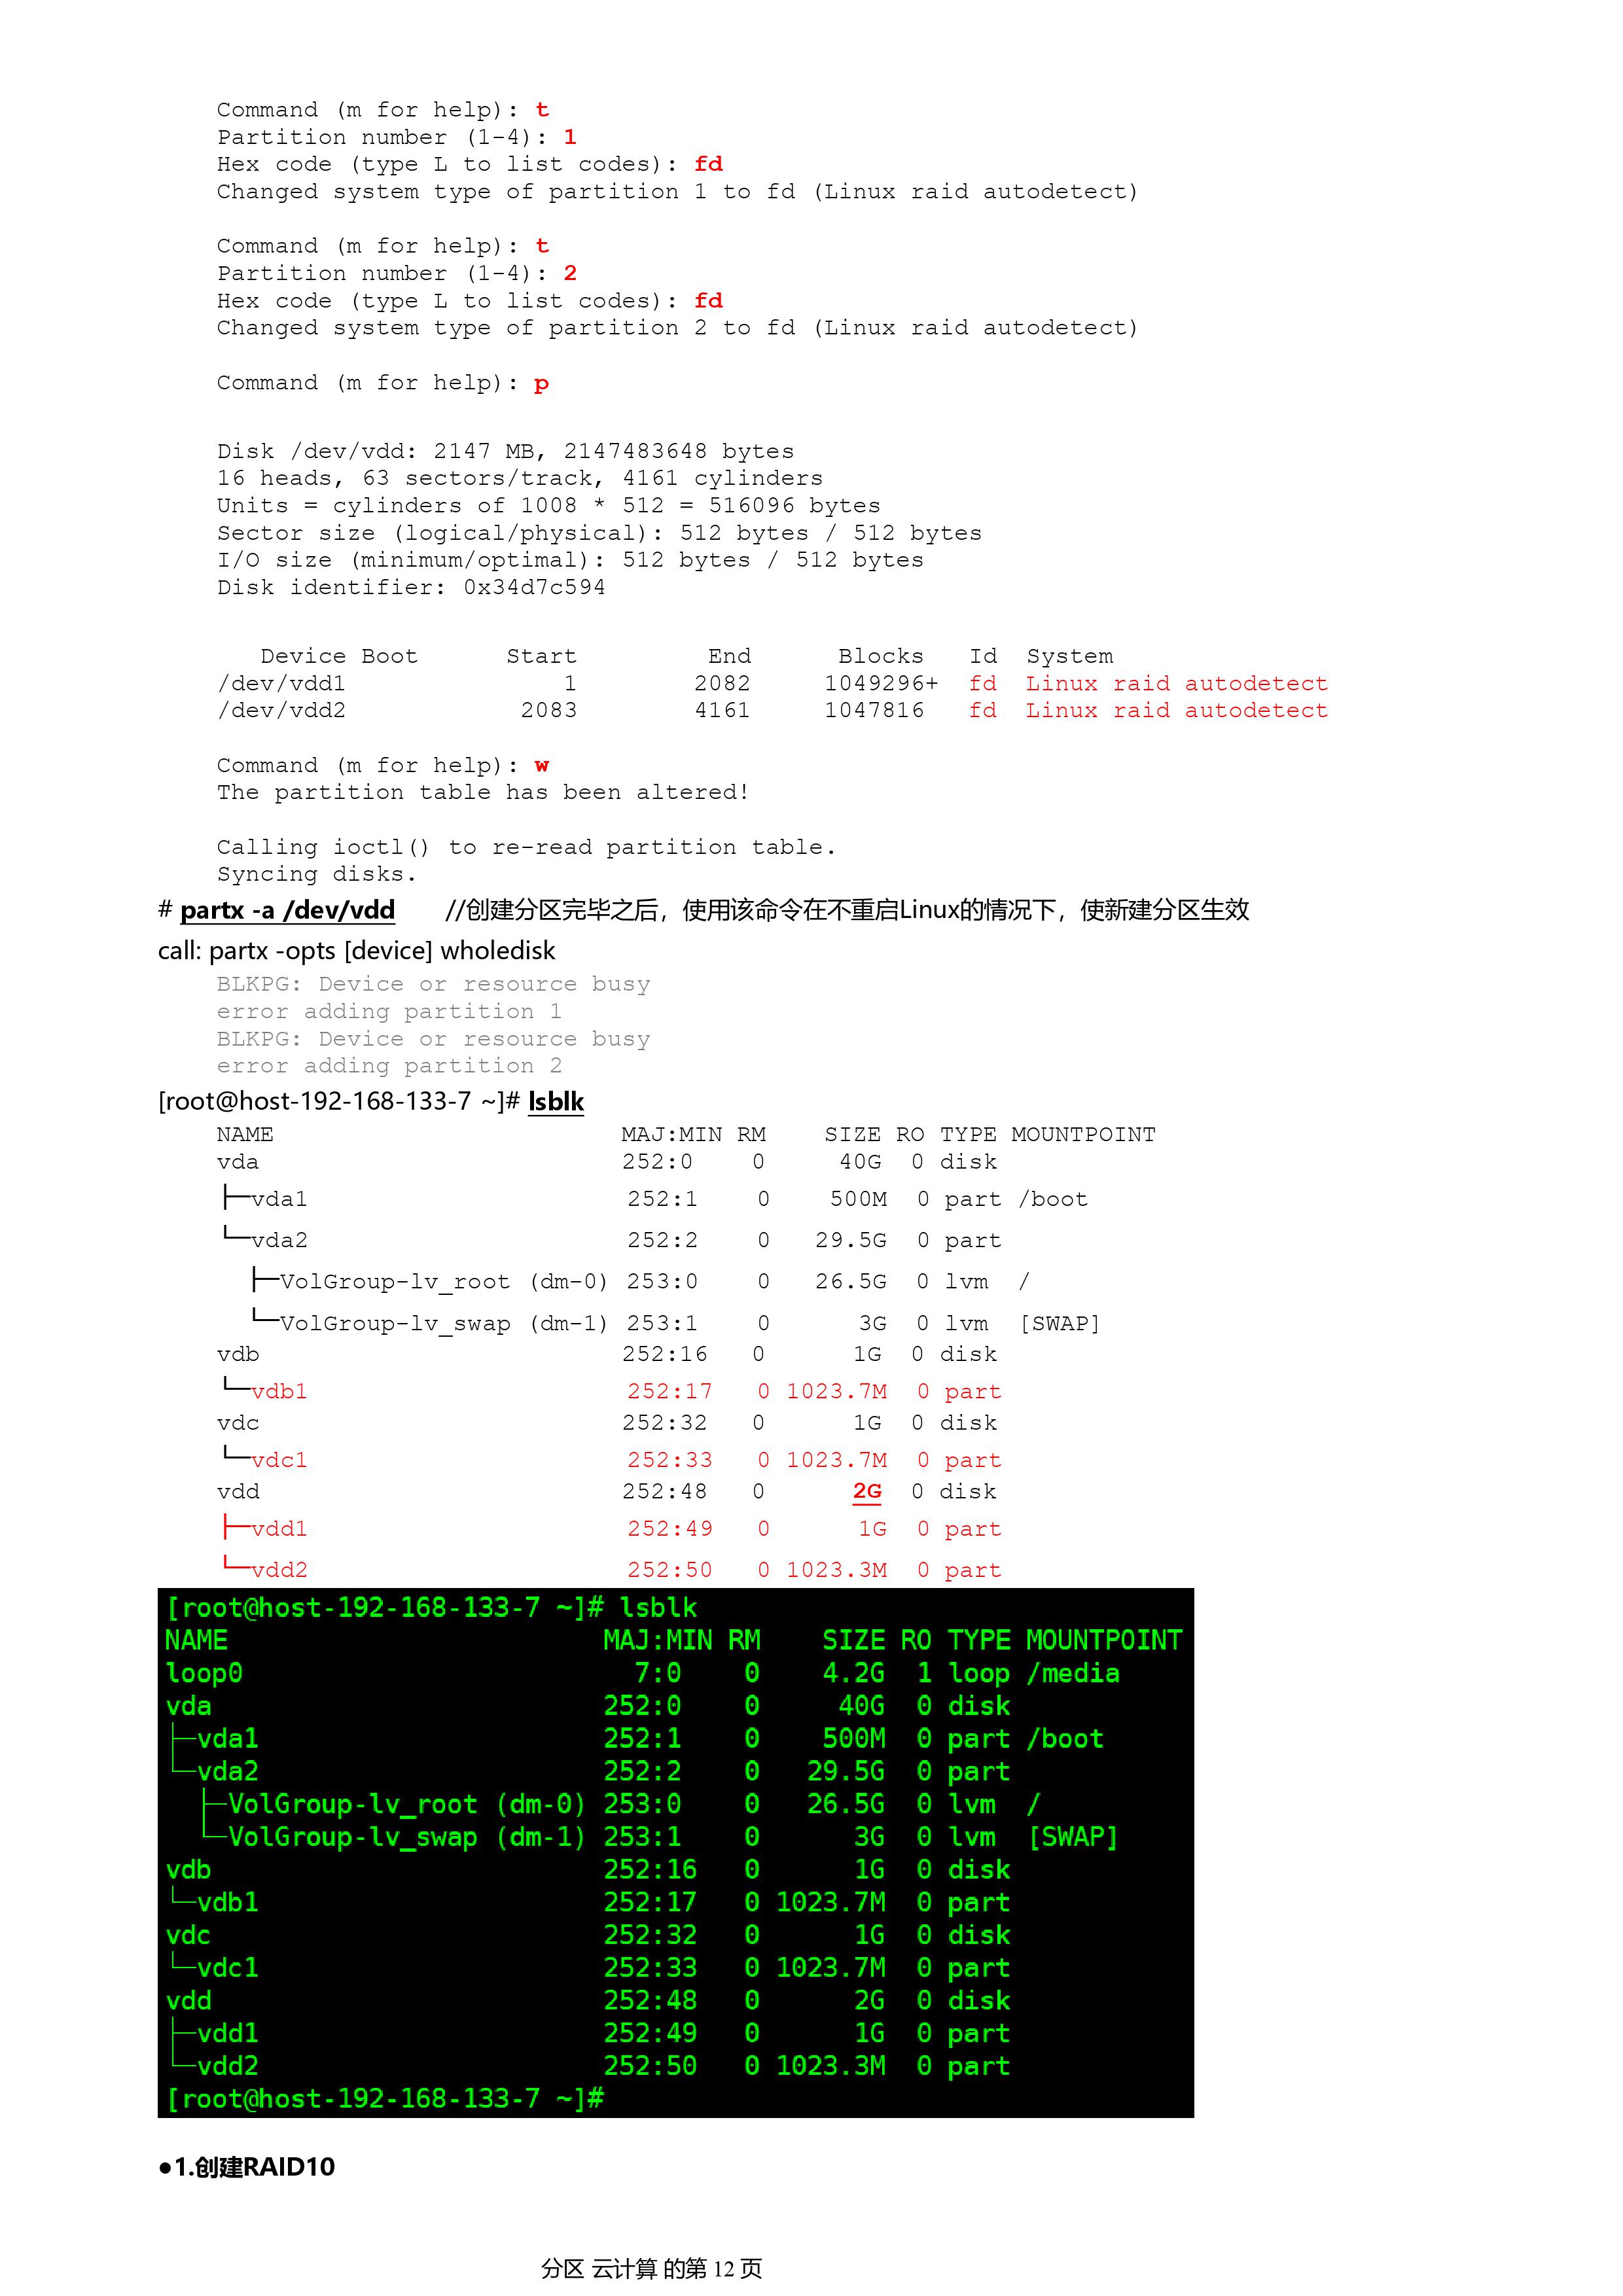 Command (m for help): t
Partition number (1-4): 1
Hex code (type L to list codes): fd
Changed system type of partition 1 to fd (Linux raid autodetect)
Command (m for help): t
Partition number (1-4): 2
Hex code (type L to list codes): fd
Changed system type of partition 2 to fd (Linux raid autodetect)
Command (m for help): p
Disk /dev/vdd: 2147 MB, 2147483648 bytes
16 heads, 63 sectors/track, 4161 cylinders
Units = cylinders of 1008 * 512 = 516096 bytes
Sector size (logical/physical): 512 bytes / 512 bytes
I/O size (minimum/optimal): 512 bytes / 512 bytes
Disk identifier: 0x34d7c594
   Device Boot      Start         End      Blocks   Id  System
/dev/vdd1               1        2082      1049296+  fd  Linux raid autodetect
/dev/vdd2            2083        4161      1047816   fd  Linux raid autodetect
Command (m for help): w
The partition table has been altered!
Calling ioctl() to re-read partition table.
Syncing disks.
# partx -a /dev/vdd      //创建分区完毕之后，使用该命令在不重启Linux的情况下，使新建分区生效
call: partx -opts [device] wholedisk
BLKPG: Device or resource busy
error adding partition 1
BLKPG: Device or resource busy
error adding partition 2
[root@host-192-168-133-7 ~]# lsblk
NAME                        MAJ:MIN RM    SIZE RO TYPE MOUNTPOINT
vda                         252:0    0     40G  0 disk
├─vda1                      252:1    0    500M  0 part /boot
└─vda2                      252:2    0   29.5G  0 part
  ├─VolGroup-lv_root (dm-0) 253:0    0   26.5G  0 lvm  /
  └─VolGroup-lv_swap (dm-1) 253:1    0      3G  0 lvm  [SWAP]
vdb                         252:16   0      1G  0 disk
└─vdb1                      252:17   0 1023.7M  0 part
vdc                         252:32   0      1G  0 disk
└─vdc1                      252:33   0 1023.7M  0 part
vdd                         252:48   0      2G  0 disk
├─vdd1                      252:49   0      1G  0 part
└─vdd2                      252:50   0 1023.3M  0 part
[root@host-192-168-133-7 ~]# lsblk
NAME                        MAJ:MIN RM    SIZE RO TYPE MOUNTPOINT
loop0                         7:0    0    4.2G  1 loop /media
vda                         252:0    0     40G  0 disk
├─vda1                      252:1    0    500M  0 part /boot
└─vda2                      252:2    0   29.5G  0 part
  ├─VolGroup-lv_root (dm-0) 253:0    0   26.5G  0 lvm  /
  └─VolGroup-lv_swap (dm-1) 253:1    0      3G  0 lvm  [SWAP]
vdb                         252:16   0      1G  0 disk
└─vdb1                      252:17   0 1023.7M  0 part
vdc                         252:32   0      1G  0 disk
└─vdc1                      252:33   0 1023.7M  0 part
vdd                         252:48   0      2G  0 disk
├─vdd1                      252:49   0      1G  0 part
└─vdd2                      252:50   0 1023.3M  0 part
[root@host-192-168-133-7 ~]#
●1.创建RAID10
分区 云计算 的第 12 页